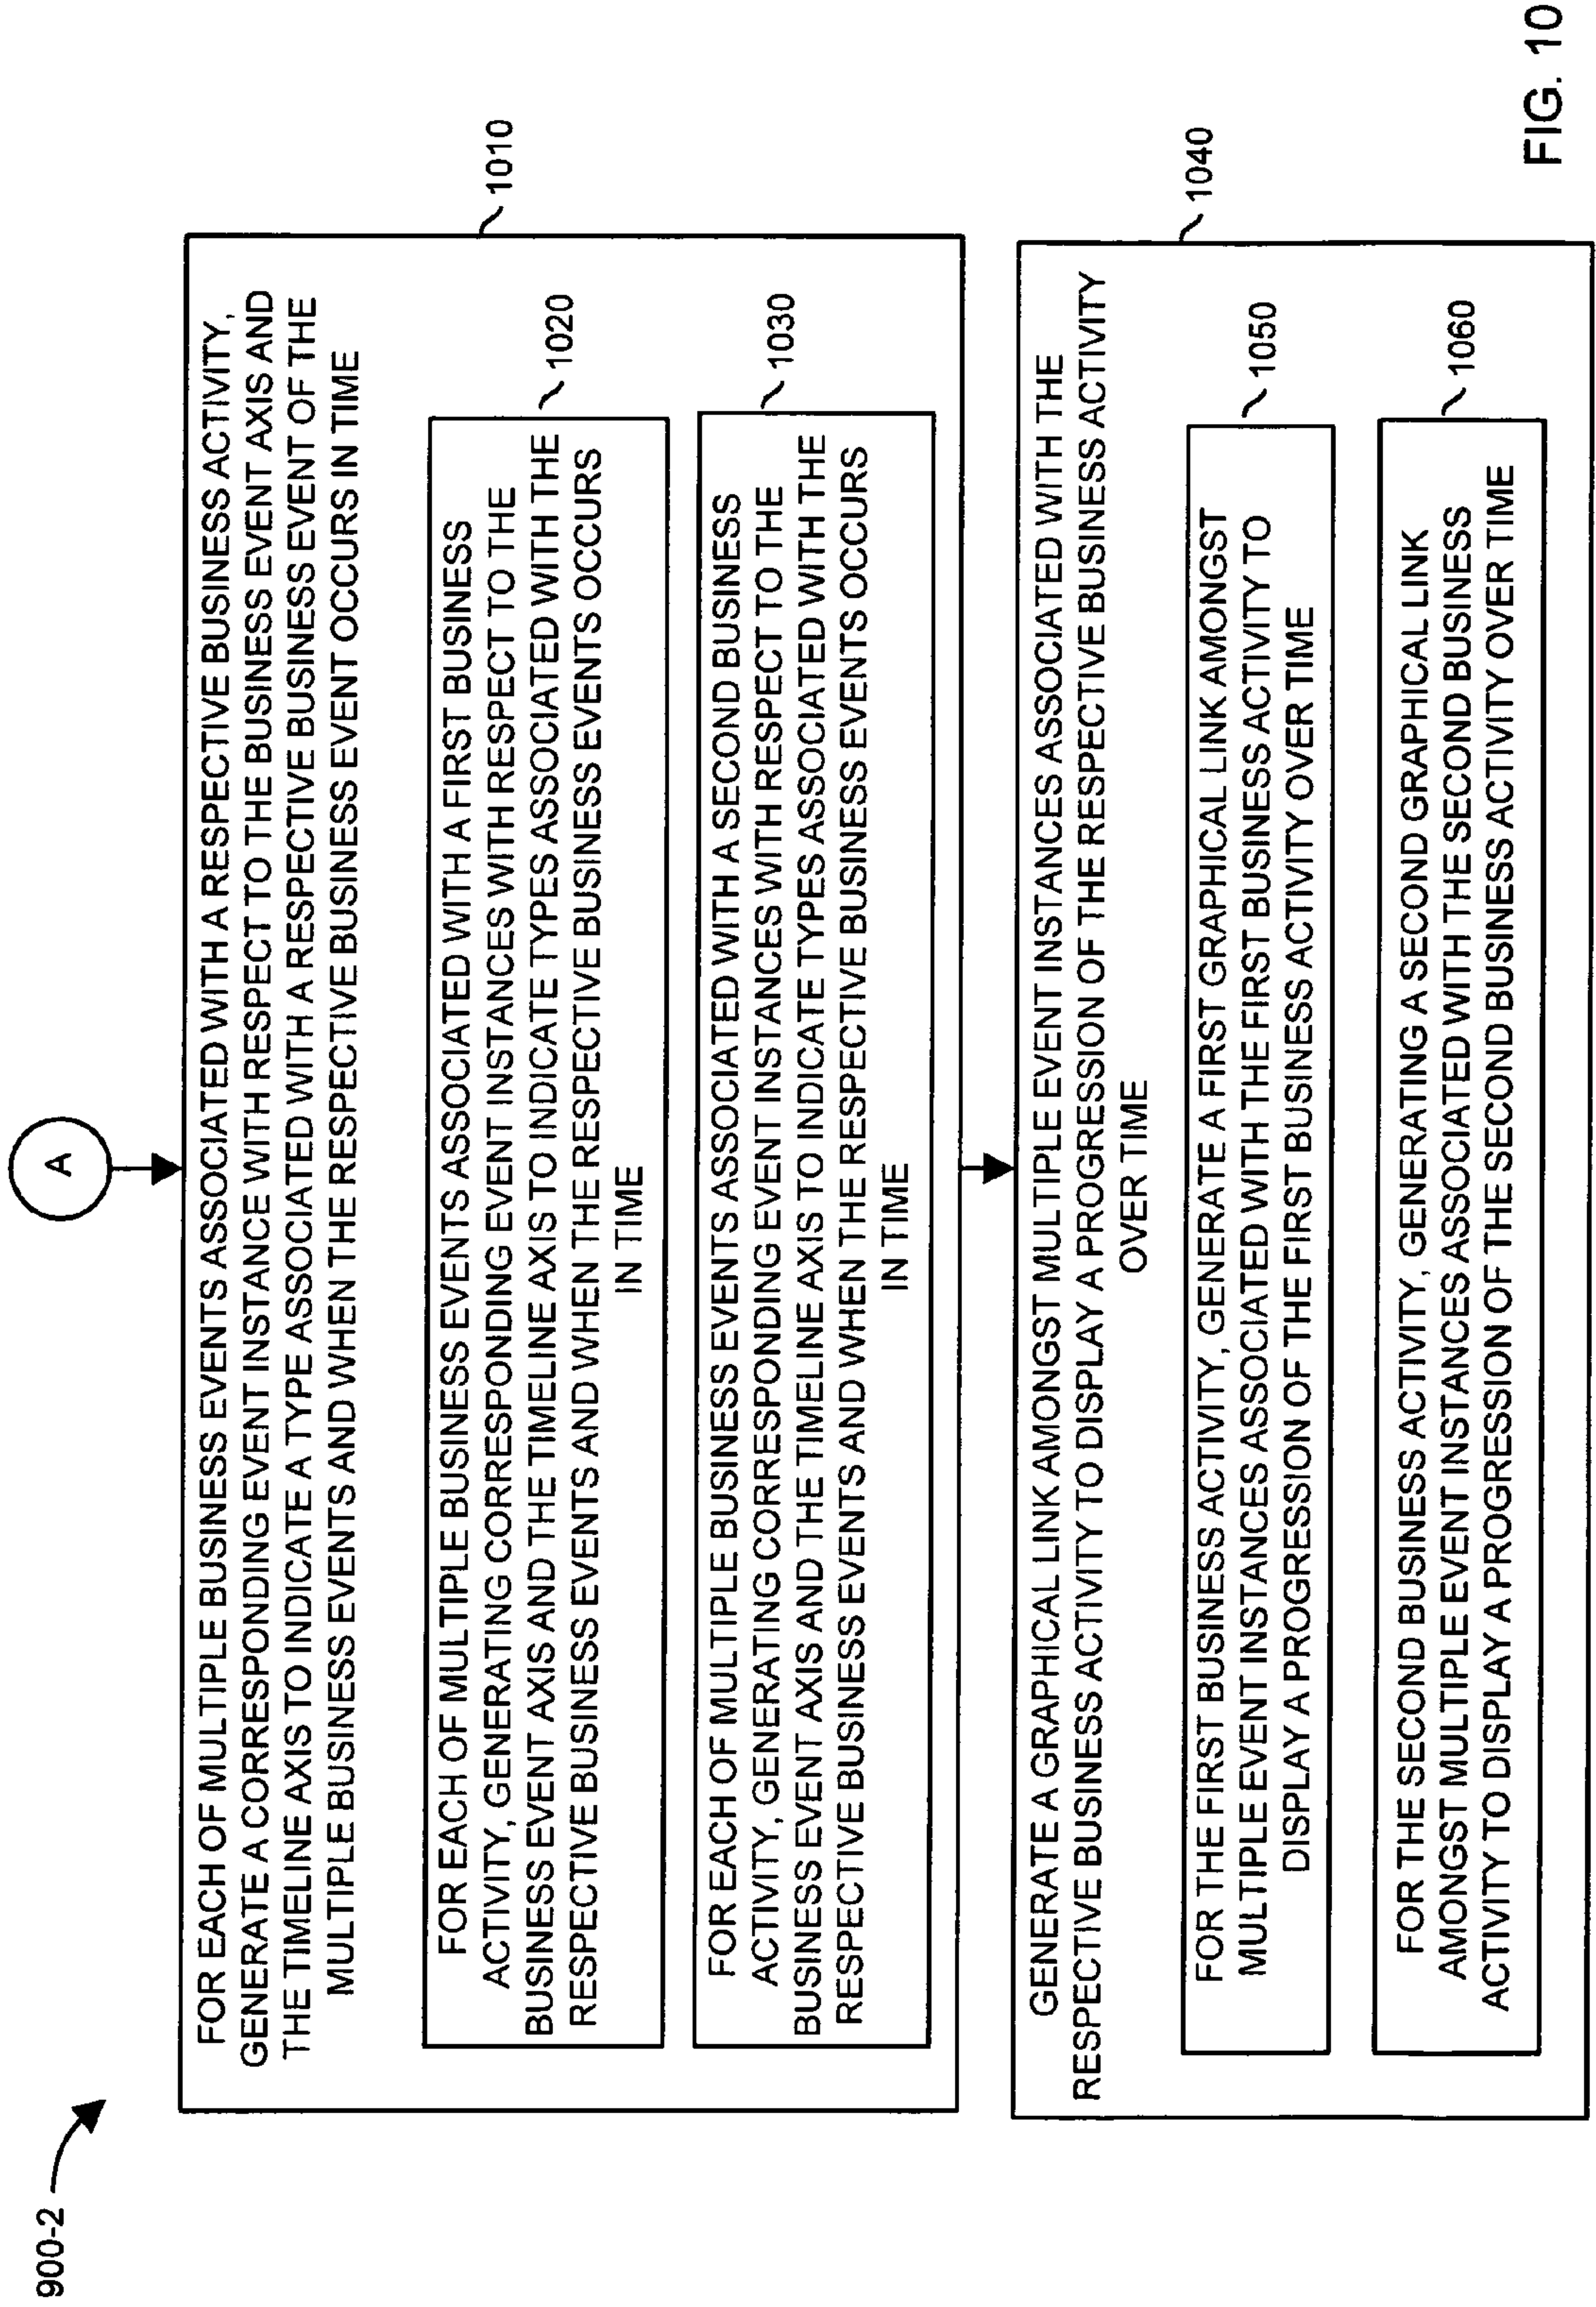 900-2
A
1010
FOR EACH OF MULTIPLE BUSINESS EVENTS ASSOCIATED WITH A RESPECTIVE BUSINESS ACTIVITY,
GENERATE A CORRESPONDING EVENT INSTANCE WITH RESPECT TO THE BUSINESS EVENT AXIS AND
THE TIMELINE AXIS TO INDICATE A TYPE ASSOCIATED WITH A RESPECTIVE BUSINESS EVENT OF THE
MULTIPLE BUSINESS EVENTS AND WHEN THE RESPECTIVE BUSINESS EVENT OCCURS IN TIME
1020
FOR EACH OF MULTIPLE BUSINESS EVENTS ASSOCIATED WITH A FIRST BUSINESS
ACTIVITY, GENERATING CORRESPONDING EVENT INSTANCES WITH RESPECT TO THE
BUSINESS EVENT AXIS AND THE TIMELINE AXIS TO INDICATE TYPES ASSOCIATED WITH THE
RESPECTIVE BUSINESS EVENTS AND WHEN THE RESPECTIVE BUSINESS EVENTS OCCURS
IN TIME
1030
FOR EACH OF MULTIPLE BUSINESS EVENTS ASSOCIATED WITH A SECOND BUSINESS
ACTIVITY, GENERATING CORRESPONDING EVENT INSTANCES WITH RESPECT TO THE
BUSINESS EVENT AXIS AND THE TIMELINE AXIS TO INDICATE TYPES ASSOCIATED WITH THE
RESPECTIVE BUSINESS EVENTS AND WHEN THE RESPECTIVE BUSINESS EVENTS OCCURS
IN TIME
1040
GENERATE A GRAPHICAL LINK AMONGST MULTIPLE EVENT INSTANCES ASSOCIATED WITH THE
RESPECTIVE BUSINESS ACTIVITY TO DISPLAY A PROGRESSION OF THE RESPECTIVE BUSINESS ACTIVITY
OVER TIME
1050
FOR THE FIRST BUSINESS ACTIVITY, GENERATE A FIRST GRAPHICAL LINK AMONGST
MULTIPLE EVENT INSTANCES ASSOCIATED WITH THE FIRST BUSINESS ACTIVITY TO
DISPLAY A PROGRESSION OF THE FIRST BUSINESS ACTIVITY OVER TIME
1060
FOR THE SECOND BUSINESS ACTIVITY, GENERATING A SECOND GRAPHICAL LINK
AMONGST MULTIPLE EVENT INSTANCES ASSOCIATED WITH THE SECOND BUSINESS
ACTIVITY TO DISPLAY A PROGRESSION OF THE SECOND BUSINESS ACTIVITY OVER TIME
FIG. 10